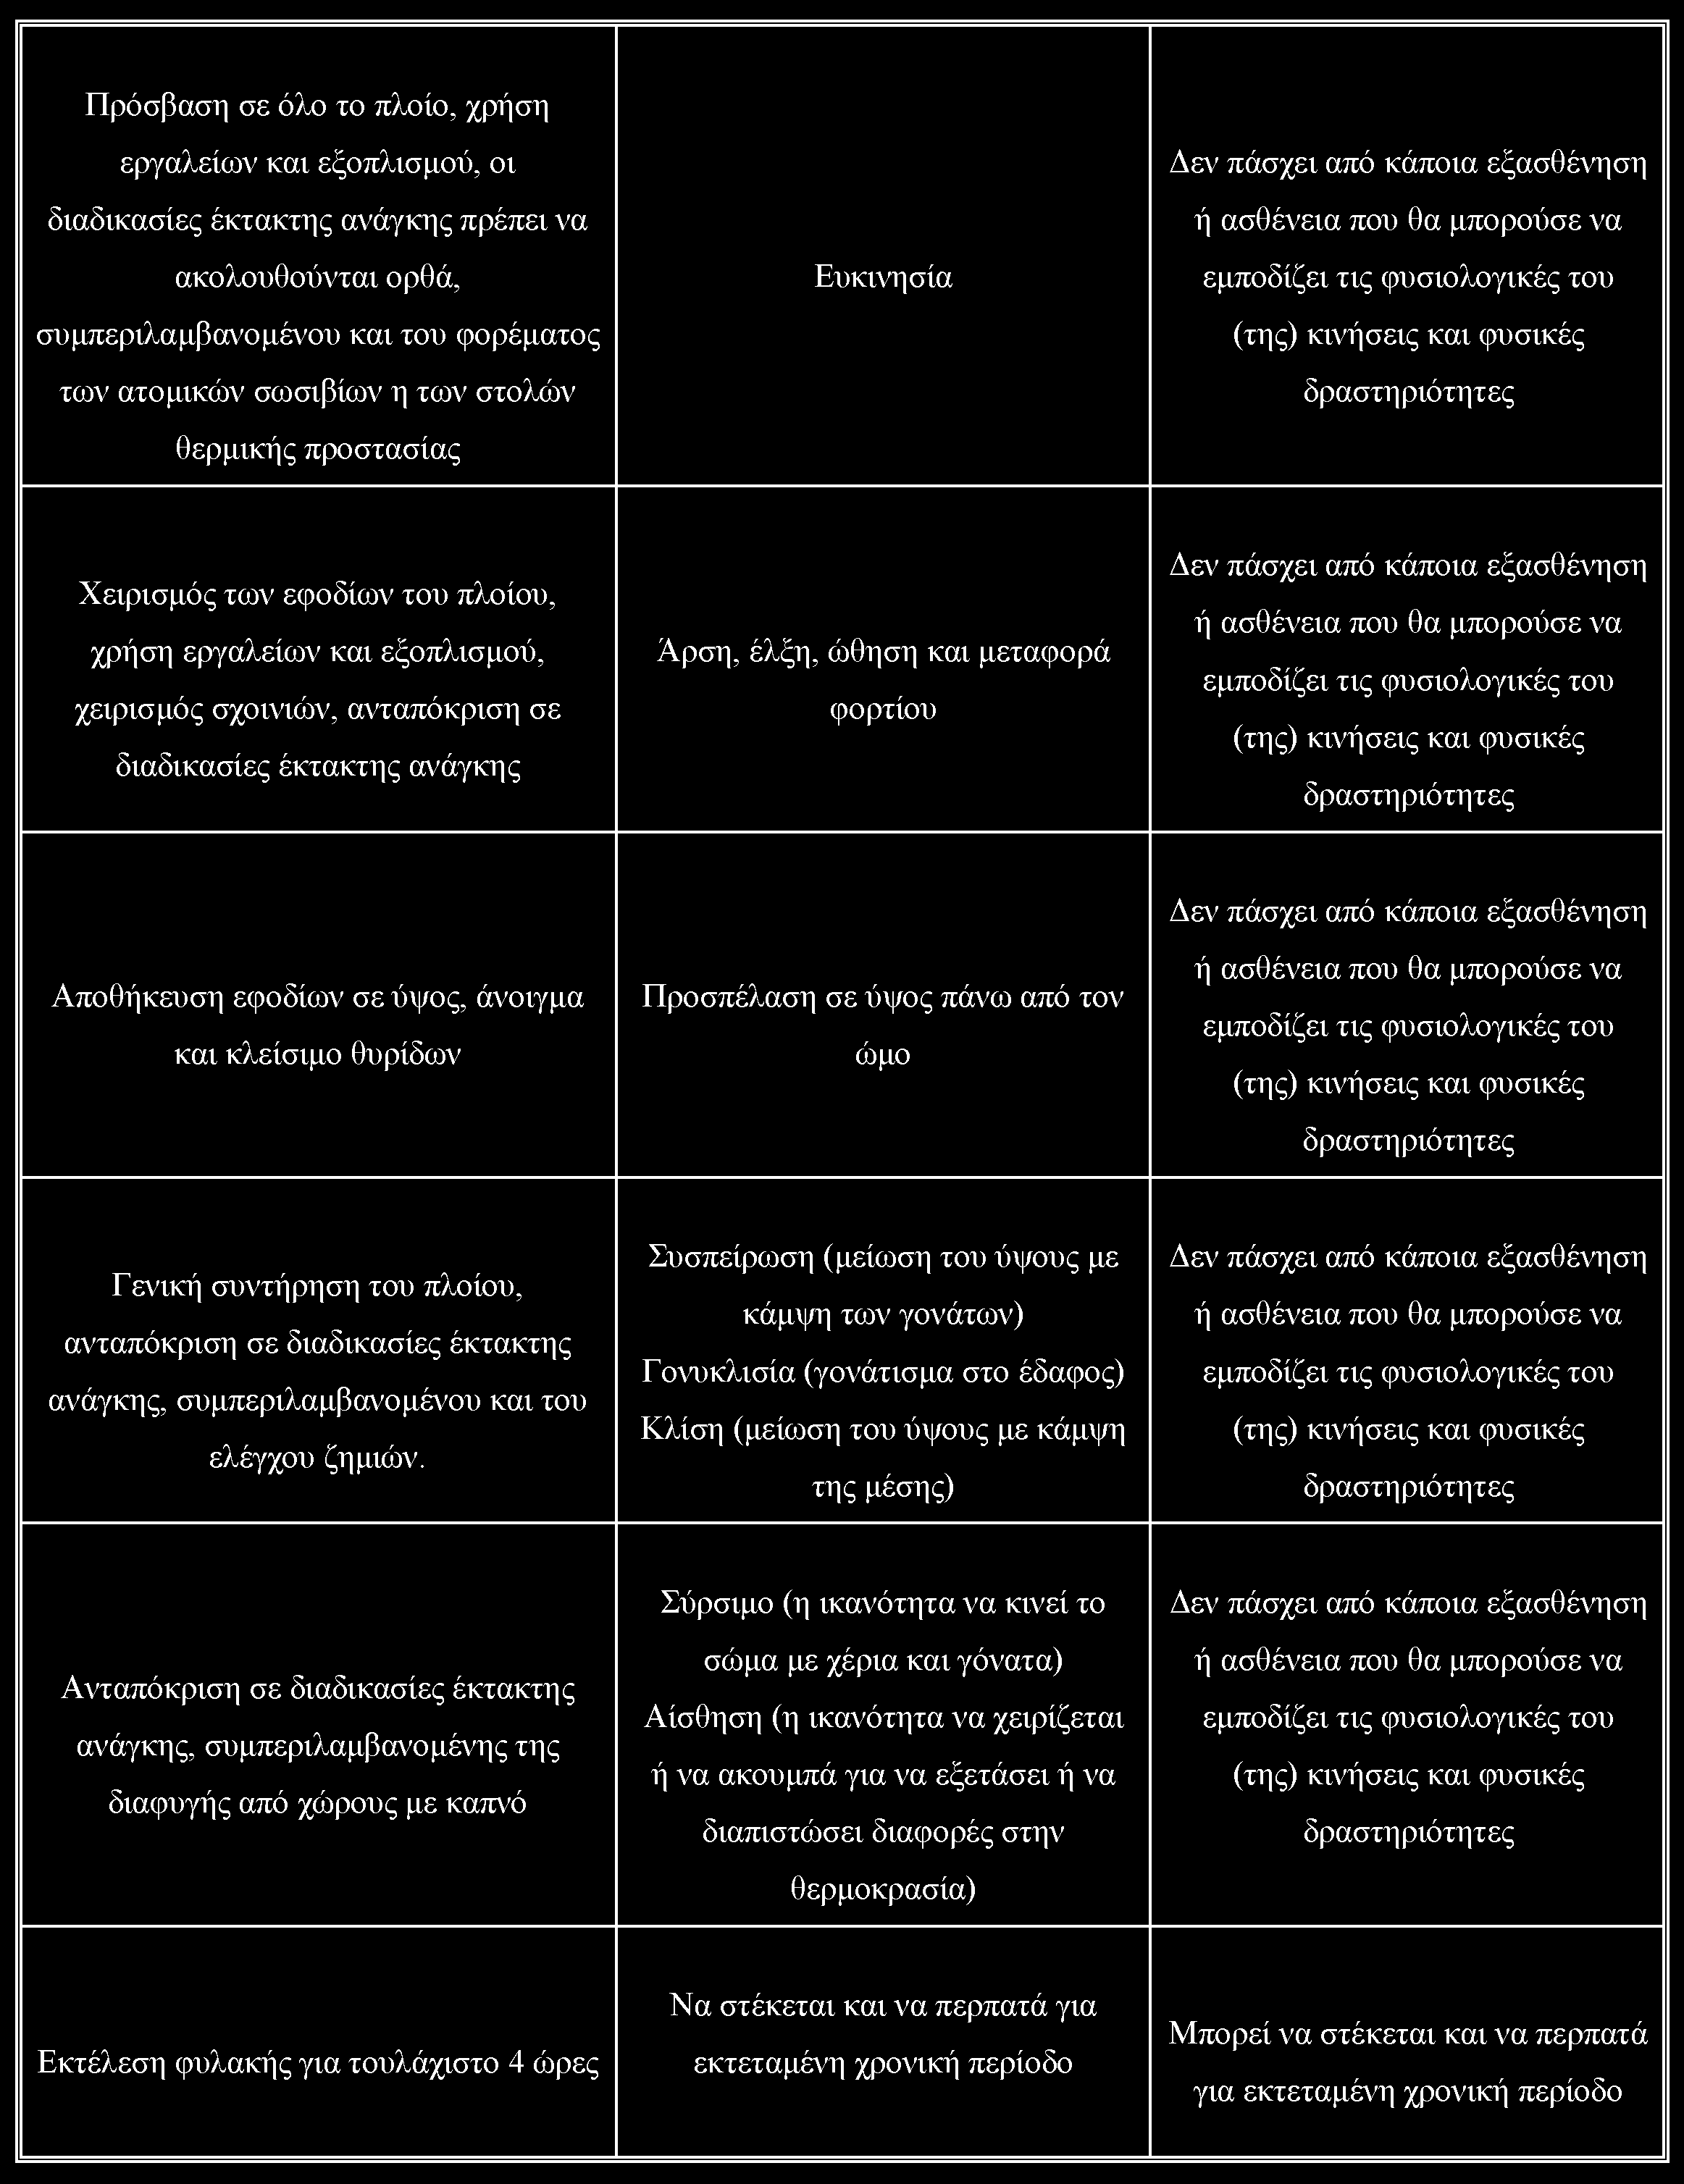 Πρόσβαση σε όλο το πλοίο, χρήση
εργαλείων και εξοπλισμού, οι
διαδικασίες έκτακτης ανάγκης πρέπει να
ακολουθούνται ορθά,
συμπεριλαμβανομένου και του φορέματος
των ατομικών σωσιβίων η των στολών
θερμικής προστασίας
Ευκινησία
Δεν πάσχει από κάποια εξασθένηση
ή ασθένεια που θα μπορούσε να
εμποδίζει τις φυσιολογικές του
(της) κινήσεις και φυσικές
δραστηριότητες
Χειρισμός των εφοδίων του πλοίου,
χρήση εργαλείων και εξοπλισμού,
χειρισμός σχοινιών, ανταπόκριση σε
διαδικασίες έκτακτης ανάγκης
Άρση, έλξη, ώθηση και μεταφορά
φορτίου
Δεν πάσχει από κάποια εξασθένηση
ή ασθένεια που θα μπορούσε να
εμποδίζει τις φυσιολογικές του
(της) κινήσεις και φυσικές
δραστηριότητες
Αποθήκευση εφοδίων σε ύψος, άνοιγμα
και κλείσιμο θυρίδων
Προσπέλαση σε ύψος πάνω από τον
ώμο
Δεν πάσχει από κάποια εξασθένηση
ή ασθένεια που θα μπορούσε να
εμποδίζει τις φυσιολογικές του
(της) κινήσεις και φυσικές
δραστηριότητες
Γενική συντήρηση του πλοίου,
ανταπόκριση σε διαδικασίες έκτακτης
ανάγκης, συμπεριλαμβανομένου και του
ελέγχου ζημιών.
Συσπείρωση (μείωση του ύψους με
κάμψη των γονάτων)
Γονυκλισία (γονάτισμα στο έδαφος)
Κλίση (μείωση του ύψους με κάμψη
της μέσης)
Δεν πάσχει από κάποια εξασθένηση
ή ασθένεια που θα μπορούσε να
εμποδίζει τις φυσιολογικές του
(της) κινήσεις και φυσικές
δραστηριότητες
Ανταπόκριση σε διαδικασίες έκτακτης
ανάγκης, συμπεριλαμβανομένης της
διαφυγής από χώρους με καπνό
Σύρσιμο (η ικανότητα να κινεί το
σώμα με χέρια και γόνατα)
Αίσθηση (η ικανότητα να χειρίζεται
ή να ακουμπά για να εξετάσει ή να
διαπιστώσει διαφορές στην
θερμοκρασία)
Δεν πάσχει από κάποια εξασθένηση
ή ασθένεια που θα μπορούσε να
εμποδίζει τις φυσιολογικές του
(της) κινήσεις και φυσικές
δραστηριότητες
Εκτέλεση φυλακής για τουλάχιστο 4 ώρες
Να στέκεται και να περπατά για
εκτεταμένη χρονική περίοδο
Μπορεί να στέκεται και να περπατά
για εκτεταμένη χρονική περίοδο